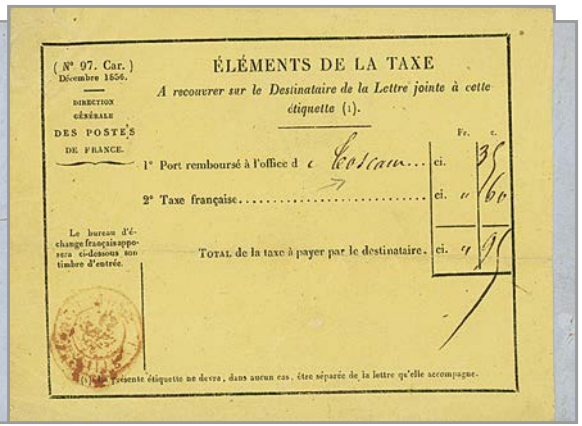 ( N° 97. Car. )
Décembre 1856.
DIRECTION
GÉNÉRALE
DES POSTES
DE FRANCE.
ÉLÉMENTS DE LA TAXE
A recouvrer sur le Destinataire de la Lettre jointe à cette
étiquette (1).
Fr. c.
1° Port remboursé à l'office d e Toscane... ci. 35
2° Taxe française...................... ci. " 60
TOTAL de la taxe à payer par le destinataire. ci. " 95
Le bureau d'é-
change français appo-
sera ci-dessous son
timbre d'entrée.
présente étiquette ne devra, dans aucun cas, être séparée de la lettre qu'elle accompagne.